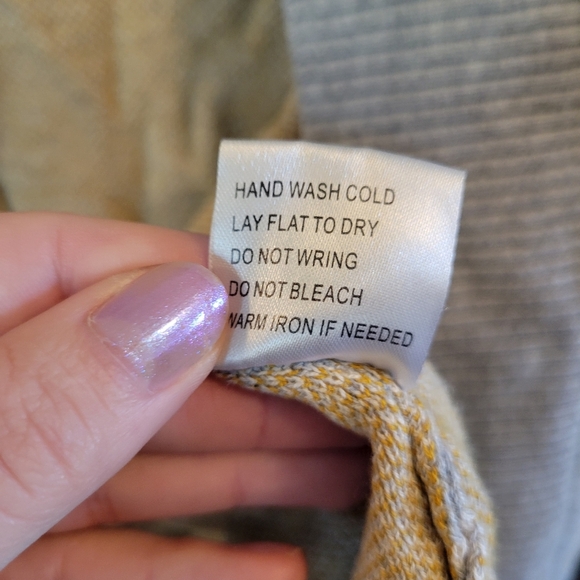 HAND WASH COLD
LAY FLAT TO DRY
DO NOT WRING
DO NOT BLEACH
WARM IRON IF NEEDED